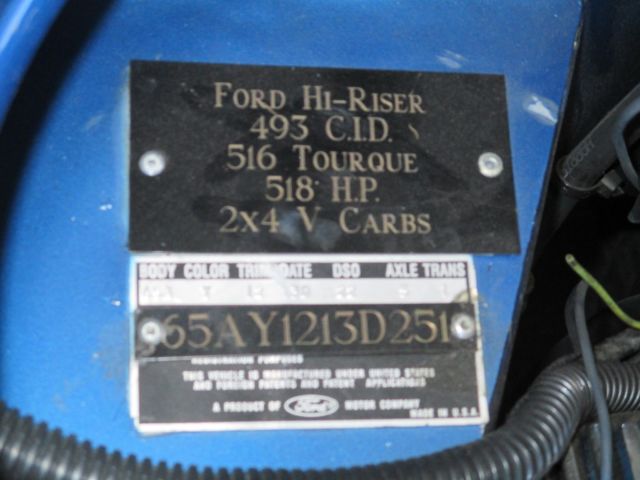 FORD HI-RISER
493 C.I.D.
516 TOURQUE
518 H.P.
2X4 V CARBS
BODY COLOR TRIM DATE DSO AXLE TRANS
65AY1213D251
THIS VEHICLE IS MANUFACTURED UNDER UNITED STATES
AND FOREIGN PATENTS AND PATENT APPLICATIONS
A PRODUCT OF Ford MOTOR COMPANY
MADE IN U.S.A.